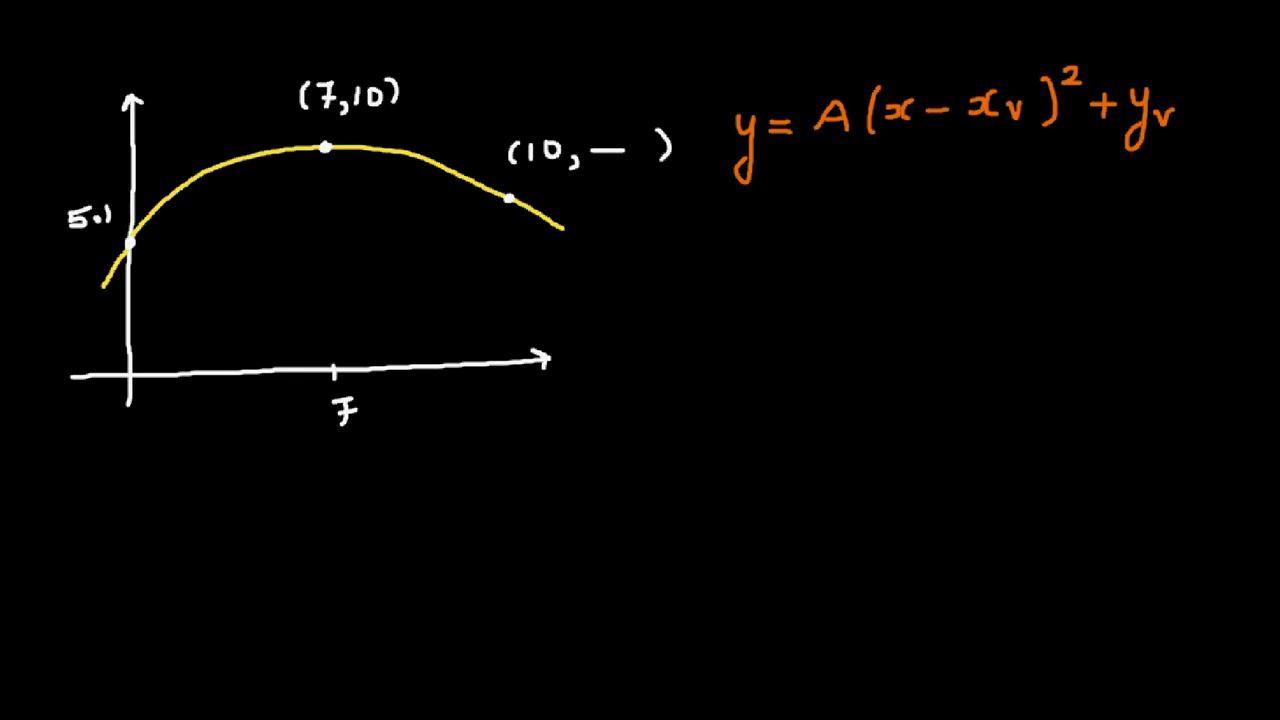 (7,10)
(10, — )
5.1
7
y = A(x - xᵥ)² + yᵥ